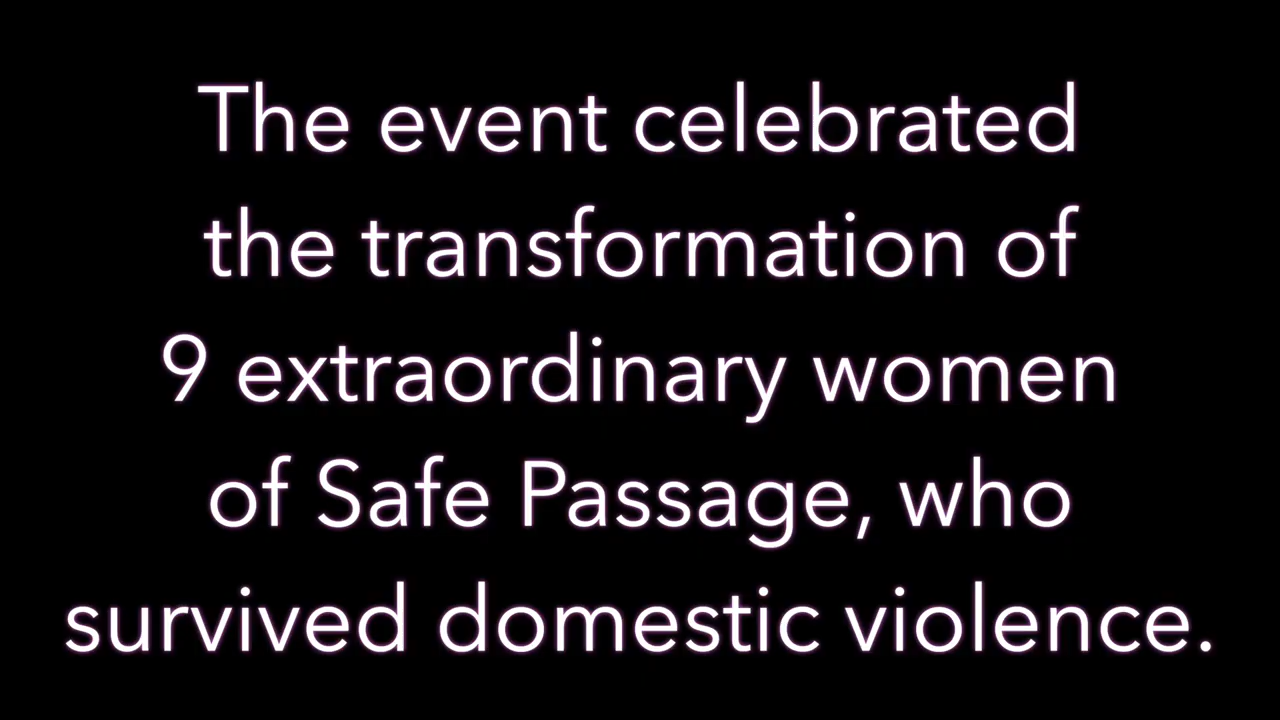 The event celebrated
the transformation of
9 extraordinary women
of Safe Passage, who
survived domestic violence.